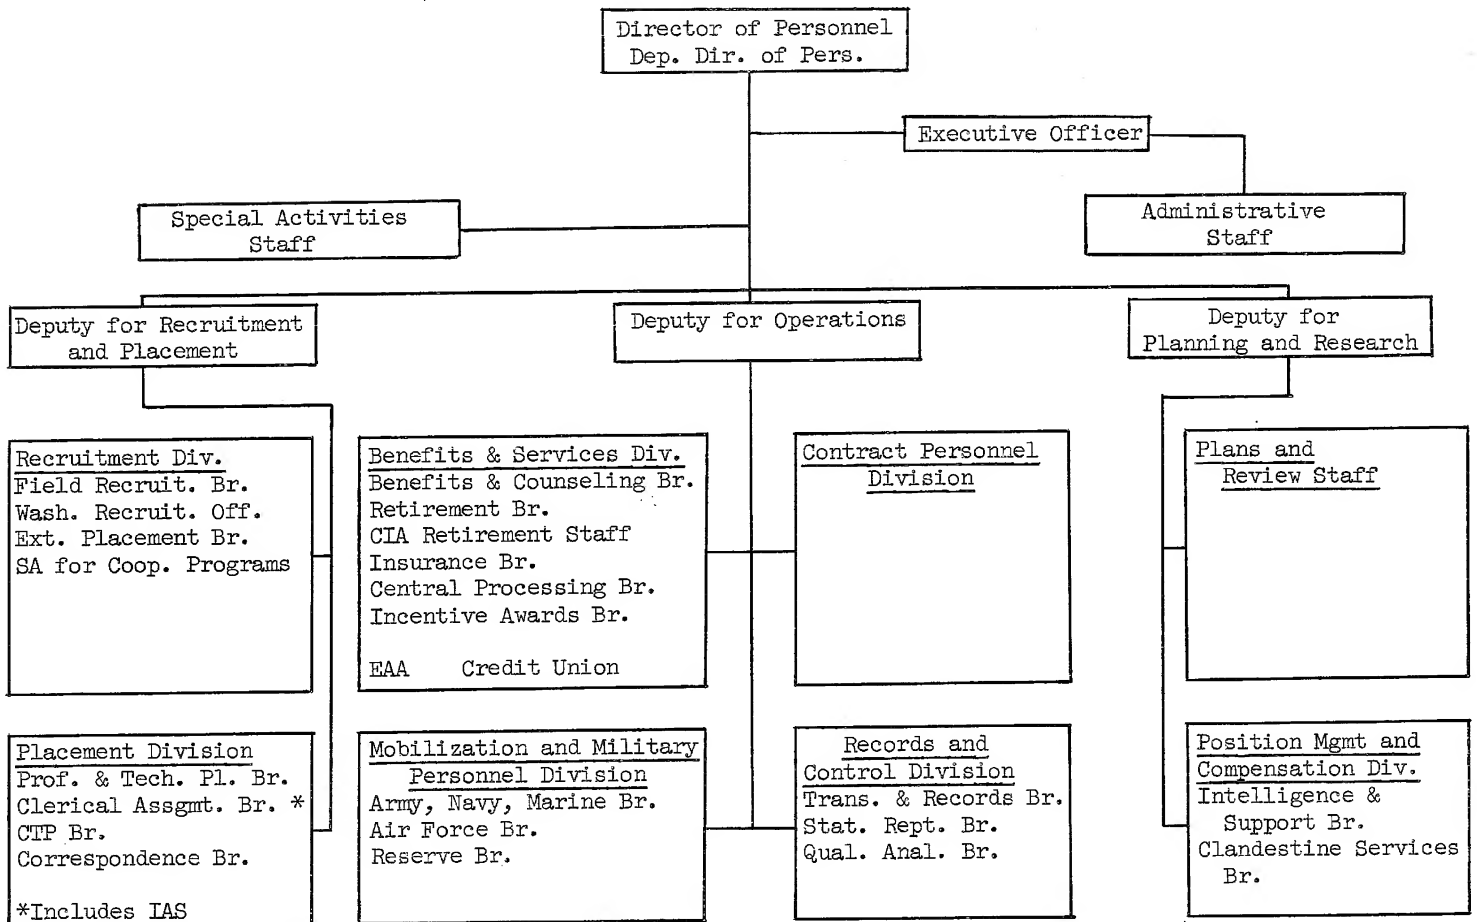 Director of Personnel
Dep. Dir. of Pers.
Executive Officer
Special Activities
Staff
Administrative
Staff
Deputy for Recruitment
and Placement
Deputy for Operations
Deputy for
Planning and Research
Recruitment Div.
Field Recruit. Br.
Wash. Recruit. Off.
Ext. Placement Br.
SA for Coop. Programs
Benefits & Services Div.
Benefits & Counseling Br.
Retirement Br.
CIA Retirement Staff
Insurance Br.
Central Processing Br.
Incentive Awards Br.
EAA Credit Union
Contract Personnel
Division
Plans and
Review Staff
Placement Division
Prof. & Tech. Pl. Br.
Clerical Assgmt. Br. *
CTP Br.
Correspondence Br.
*Includes IAS
Mobilization and Military
Personnel Division
Army, Navy, Marine Br.
Air Force Br.
Reserve Br.
Records and
Control Division
Trans. & Records Br.
Stat. Rept. Br.
Qual. Anal. Br.
Position Mgmt and
Compensation Div.
Intelligence &
Support Br.
Clandestine Services
Br.